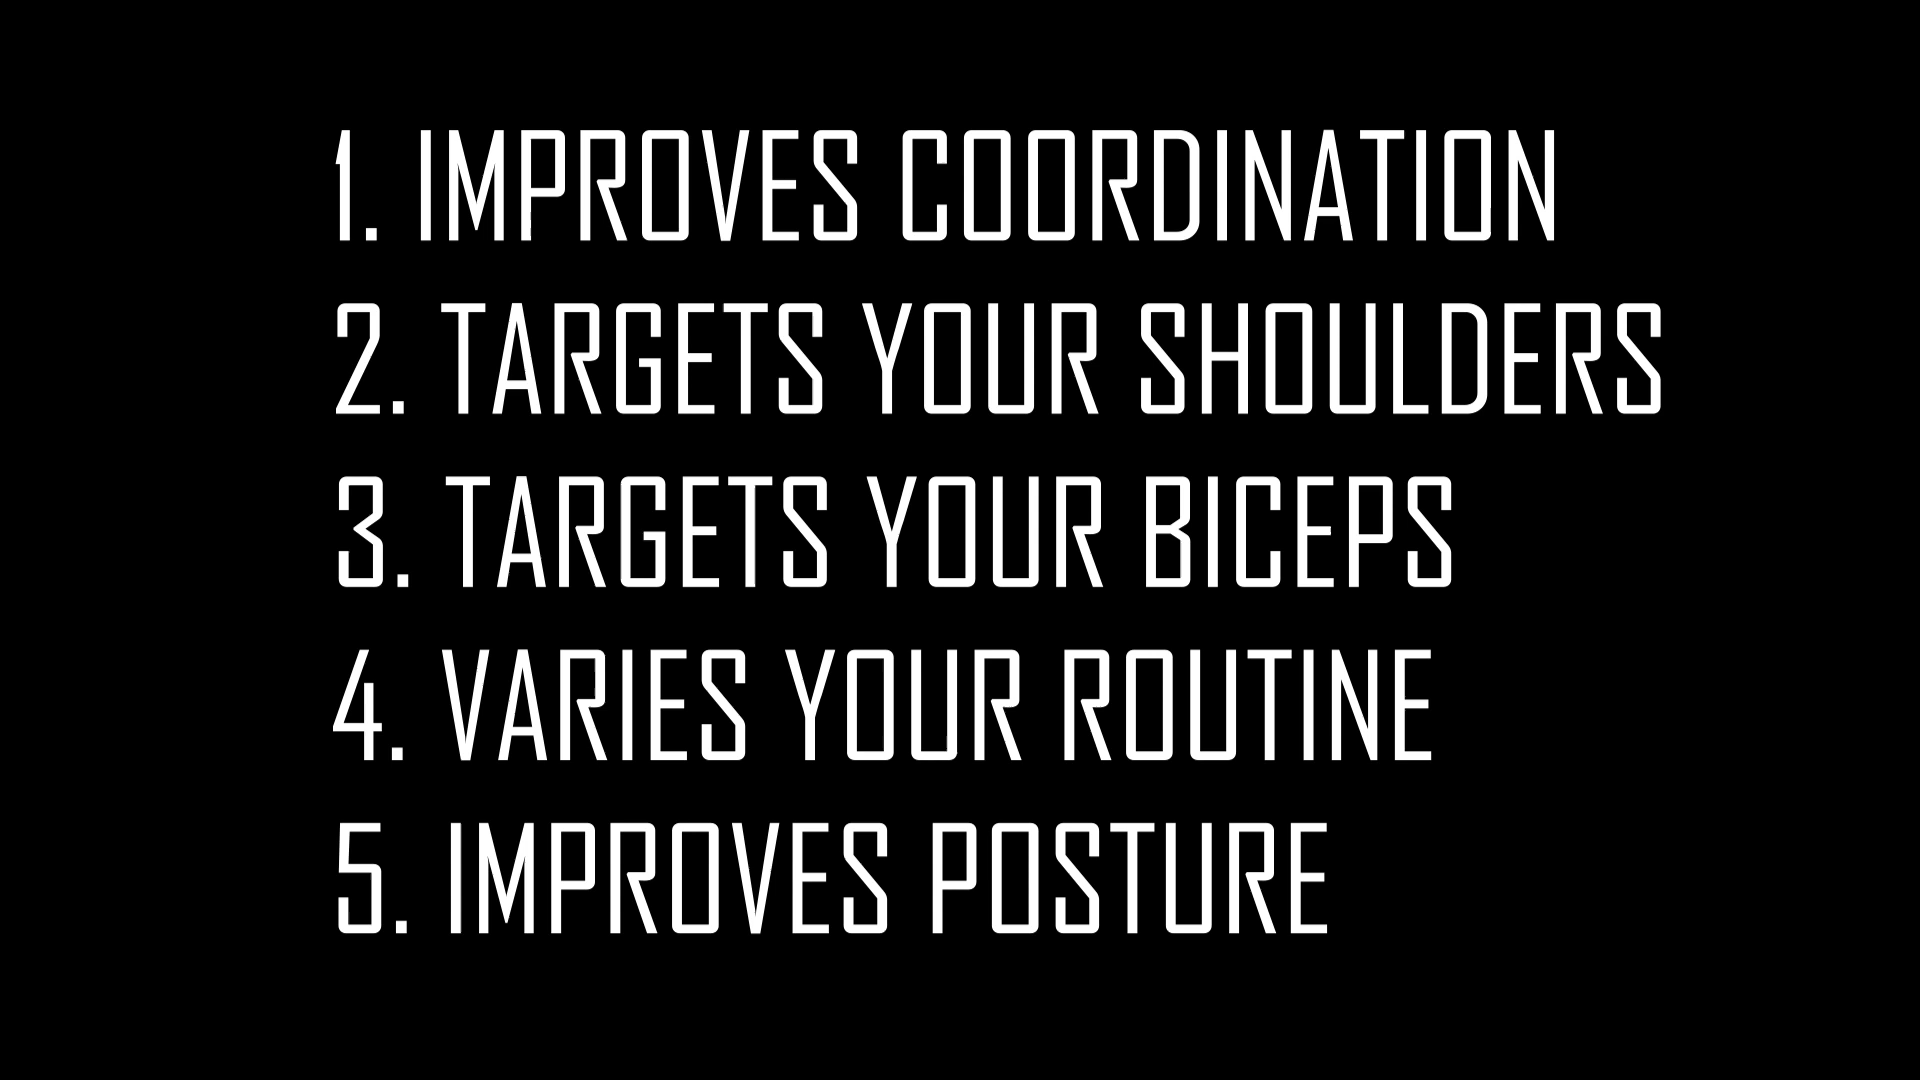 1. IMPROVES COORDINATION
2. TARGETS YOUR SHOULDERS
3. TARGETS YOUR BICEPS
4. VARIES YOUR ROUTINE
5. IMPROVES POSTURE